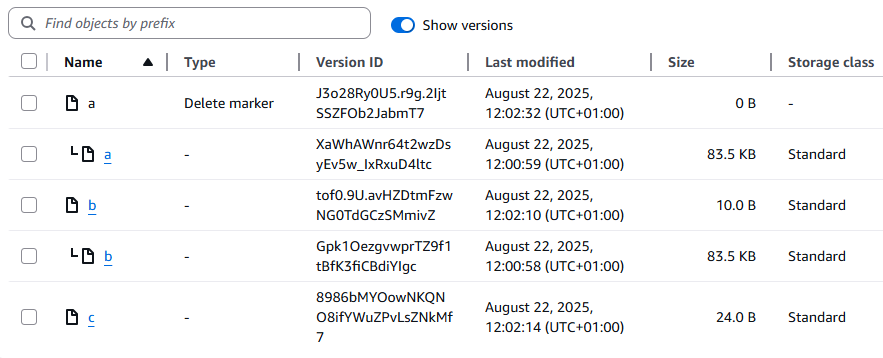 Find objects by prefix
Show versions
Name Type Version ID Last modified Size Storage class
a Delete marker J3o28Ry0U5.r9g.2Ijt August 22, 2025, 0 B -
SSZFOb2JabmT7 12:02:32 (UTC+01:00)
a - XaWhAWnr64t2wzDs August 22, 2025, 83.5 KB Standard
yEv5w_IxRxuD4ltc 12:00:59 (UTC+01:00)
b - tof0.9U.avHZDtmFzw August 22, 2025, 10.0 B Standard
NG0TdGCzSMmivZ 12:02:10 (UTC+01:00)
b - Gpk1OezgvwprTZ9f1 August 22, 2025, 83.5 KB Standard
tBfK3fiCBdiYIgc 12:00:58 (UTC+01:00)
c - 8986bMYOowNKQN August 22, 2025, 24.0 B Standard
O8ifYWuZPvLsZNkMf 12:02:14 (UTC+01:00)
7